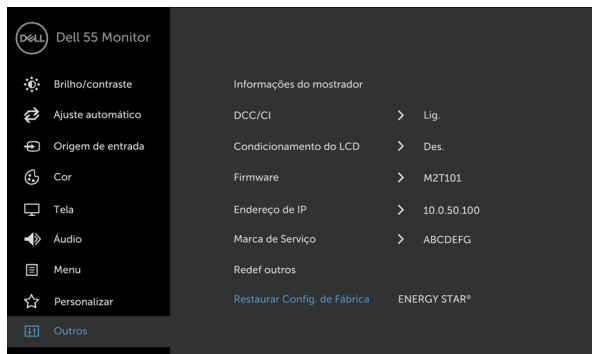 DELL Dell 55 Monitor
Brilho/contraste
Ajuste automático
Origem de entrada
Cor
Tela
Áudio
Menu
Personalizar
Outros
Informações do mostrador
DCC/CI > Lig.
Condicionamento do LCD > Des.
Firmware > M2T101
Endereço de IP > 10.0.50.100
Marca de Serviço > ABCDEFG
Redef outros
Restaurar Config. de Fábrica ENERGY STAR®